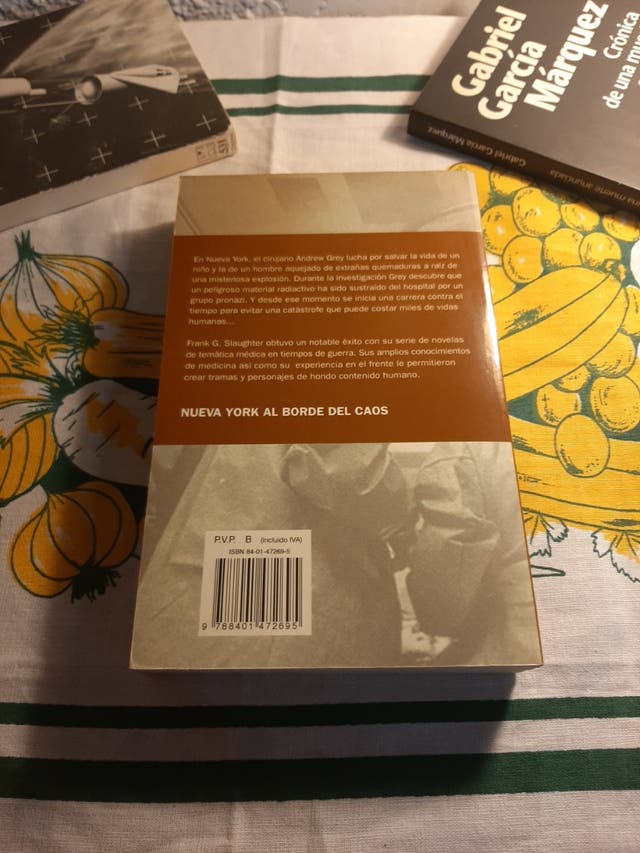 Gabriel
García
Márquez
Crónica
de una
Gabriel García Márquez
una muerte anunciada
En Nueva York, el cirujano Andrew Grey lucha por salvar la vida de un
niño y la de un hombre aquejado de extrañas quemaduras a raíz de
una misteriosa explosión. Durante la investigación Grey descubre que
un peligroso material radiactivo ha sido sustraído del hospital por un
grupo pronazi. Y desde ese momento se inicia una carrera contra el
tiempo para evitar una catástrofe que puede costar miles de vidas
humanas...
Frank G. Slaughter obtuvo un notable éxito con su serie de novelas
de temática médica en tiempos de guerra. Sus amplios conocimientos
de medicina así como su experiencia en el frente le permitieron
crear tramas y personajes de hondo contenido humano.
NUEVA YORK AL BORDE DEL CAOS
P.V.P. B (incluido IVA)
ISBN 84-01-47269-5
9 788401 472695